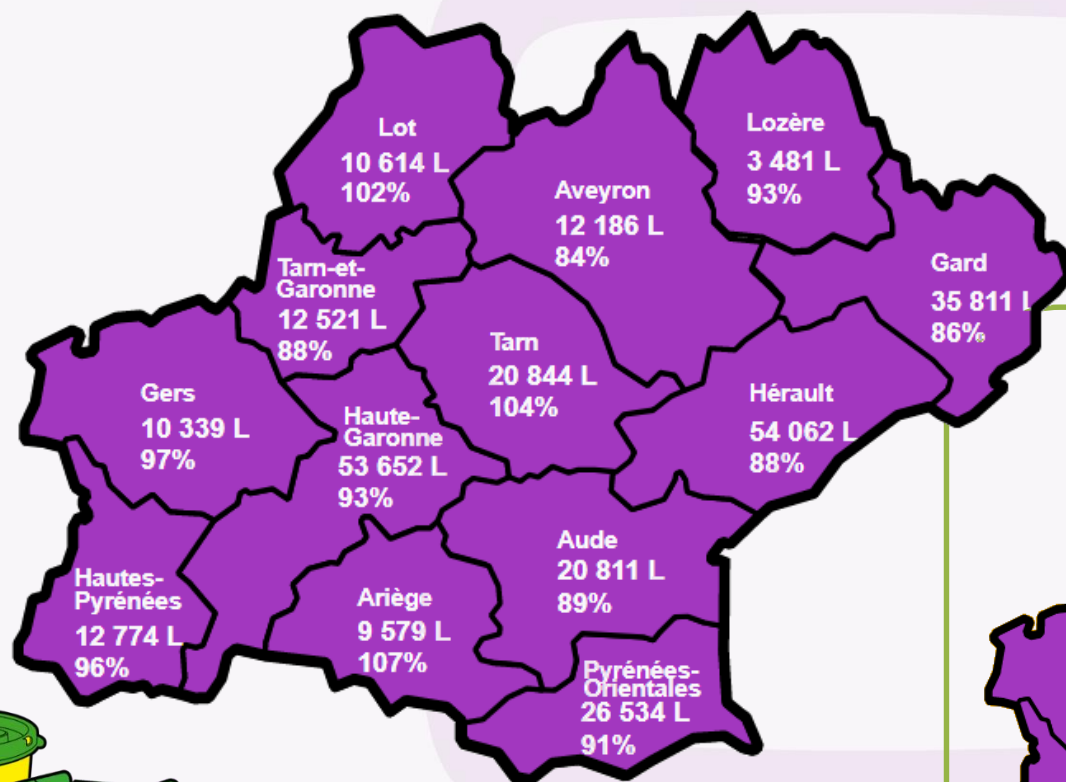 Lot
10 614 L
102%
Lozère
3 481 L
93%
Aveyron
12 186 L
84%
Gard
35 811 L
86%
Tarn-et-
Garonne
12 521 L
88%
Tarn
20 844 L
104%
Gers
10 339 L
97%
Haute-
Garonne
53 652 L
93%
Hérault
54 062 L
88%
Aude
20 811 L
89%
Hautes-
Pyrénées
12 774 L
96%
Ariège
9 579 L
107%
Pyrénées-
Orientales
26 534 L
91%